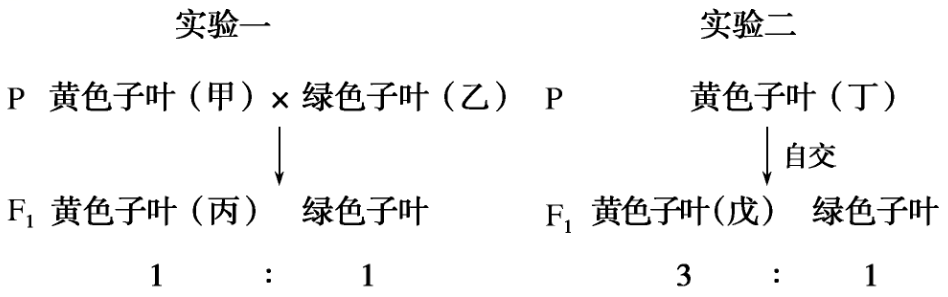 实验一 实验二
P 黄色子叶（甲）× 绿色子叶（乙） P 黄色子叶（丁）
自交
F₁ 黄色子叶（丙） 绿色子叶 F₁ 黄色子叶(戊) 绿色子叶
1 : 1 3 : 1